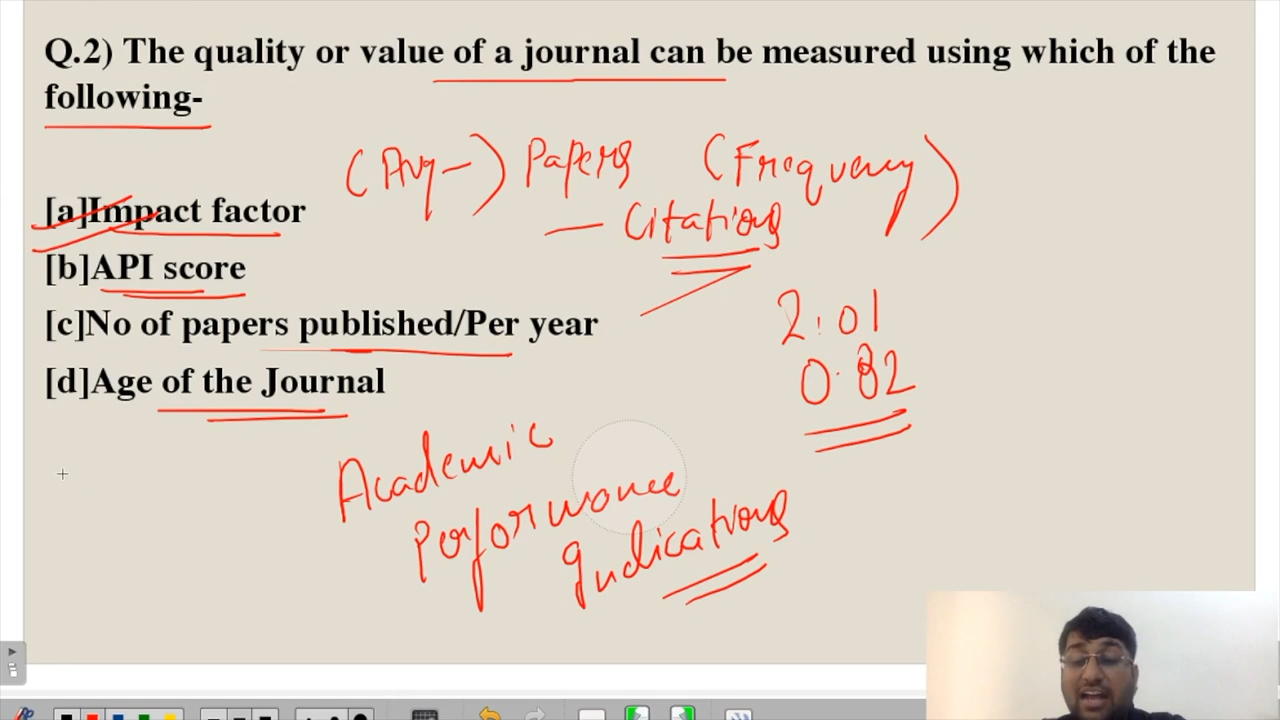 Q.2) The quality or value of a journal can be measured using which of the
following-
(Avg-) Papers (Frequency)
- Citations
[a]Impact factor
[b]API score
[c]No of papers published/Per year
[d]Age of the Journal
2.01
0.82
Academic
Performance
Indications